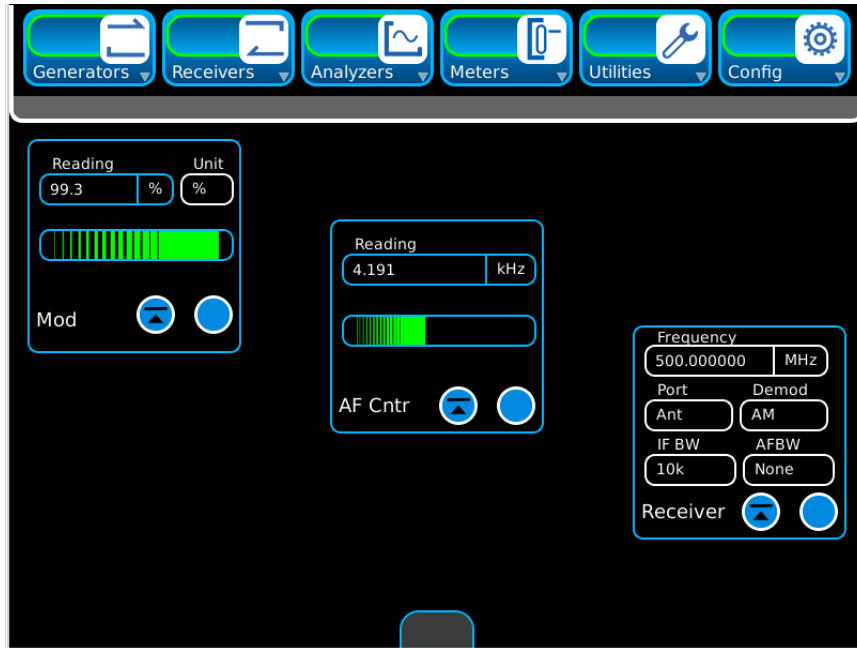 Generators Receivers Analyzers Meters Utilities Config
Reading Unit
99.3 % %
Mod
Reading
4.191 kHz
AF Cntr
Frequency
500.000000 MHz
Port Demod
Ant AM
IF BW AFBW
10k None
Receiver